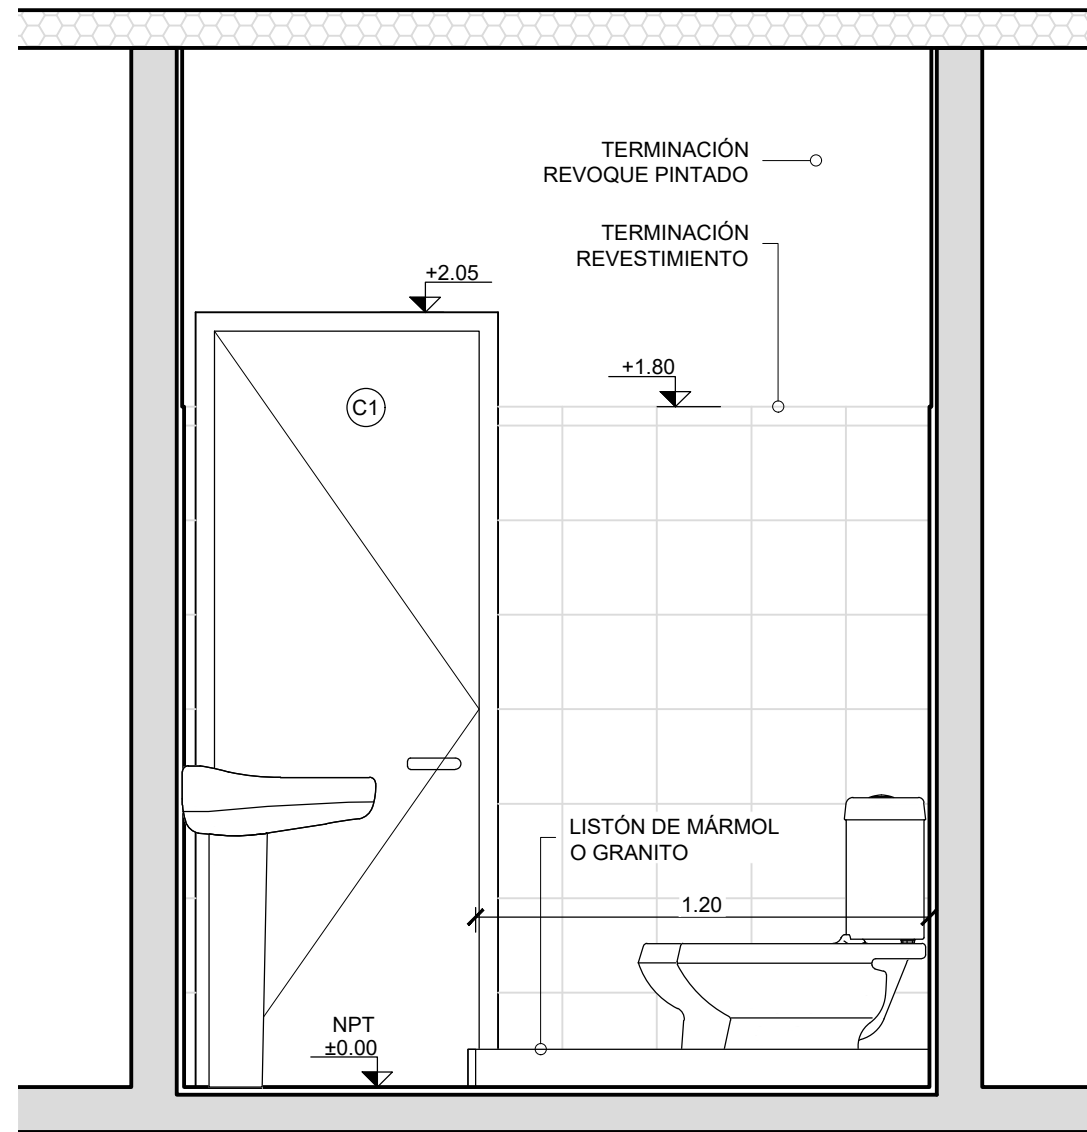 TERMINACIÓN
REVOQUE PINTADO
TERMINACIÓN
REVESTIMIENTO
+2.05
+1.80
C1
LISTÓN DE MÁRMOL
O GRANITO
1.20
NPT
±0.00